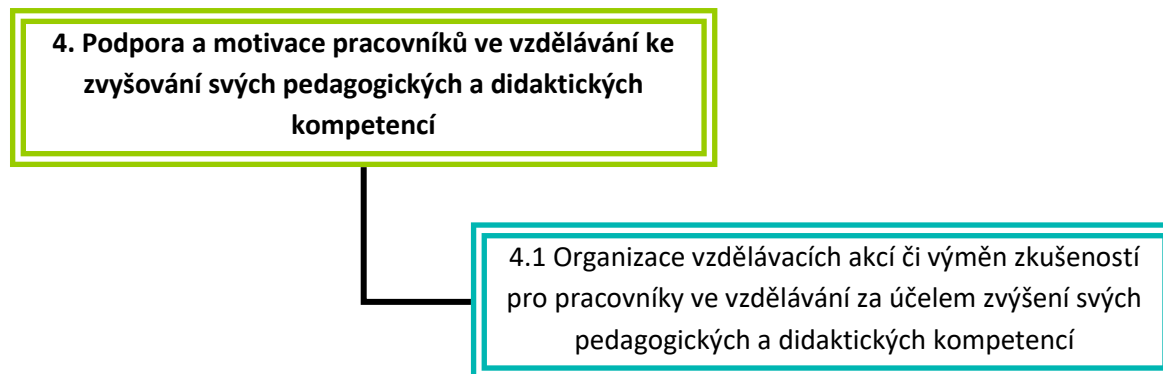 4. Podpora a motivace pracovníků ve vzdělávání ke
zvyšování svých pedagogických a didaktických
kompetencí
4.1 Organizace vzdělávacích akcí či výměn zkušeností
pro pracovníky ve vzdělávání za účelem zvýšení svých
pedagogických a didaktických kompetencí